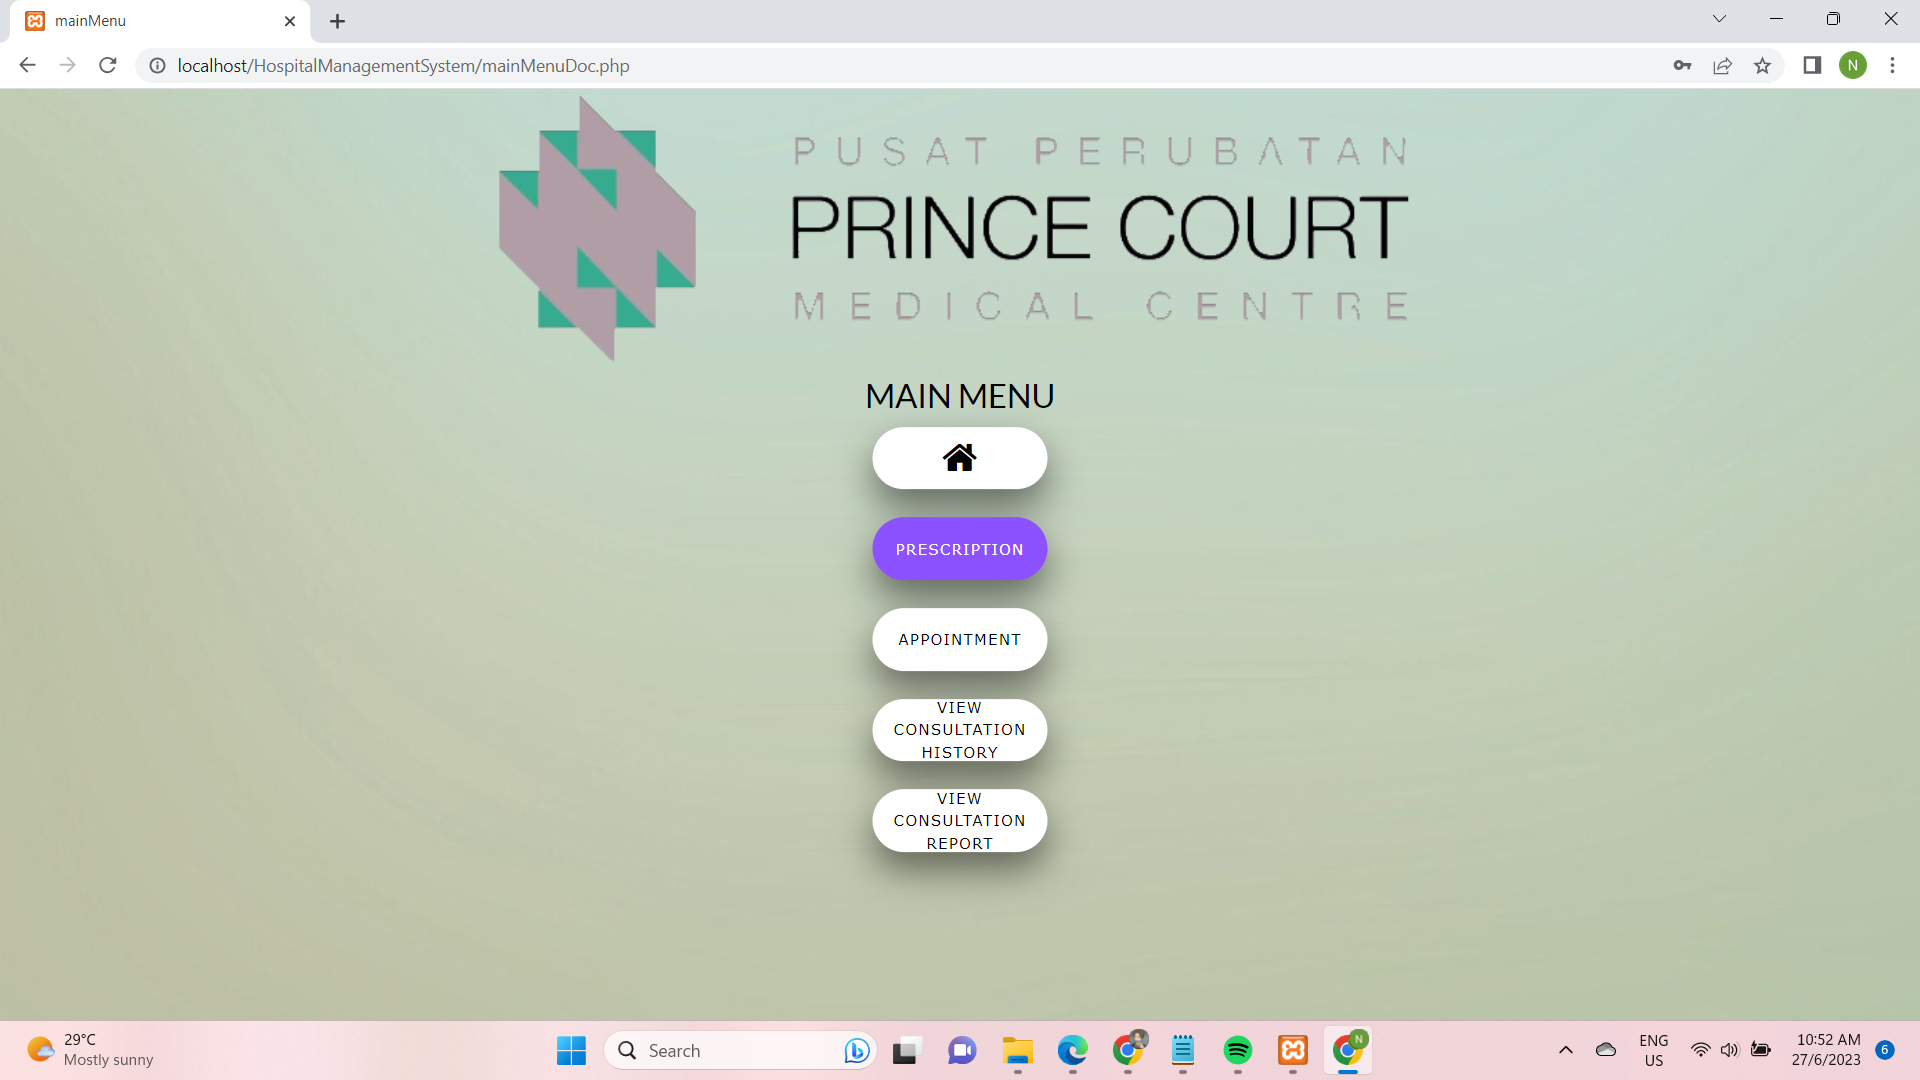 mainMenu
localhost/HospitalManagementSystem/mainMenuDoc.php
N
PUSAT PERUBATAN
PRINCE COURT
MEDICAL CENTRE
MAIN MENU
PRESCRIPTION
APPOINTMENT
VIEW
CONSULTATION
HISTORY
VIEW
CONSULTATION
REPORT
29°C
Mostly sunny
Search
N
ENG
US
10:52 AM
27/6/2023
6